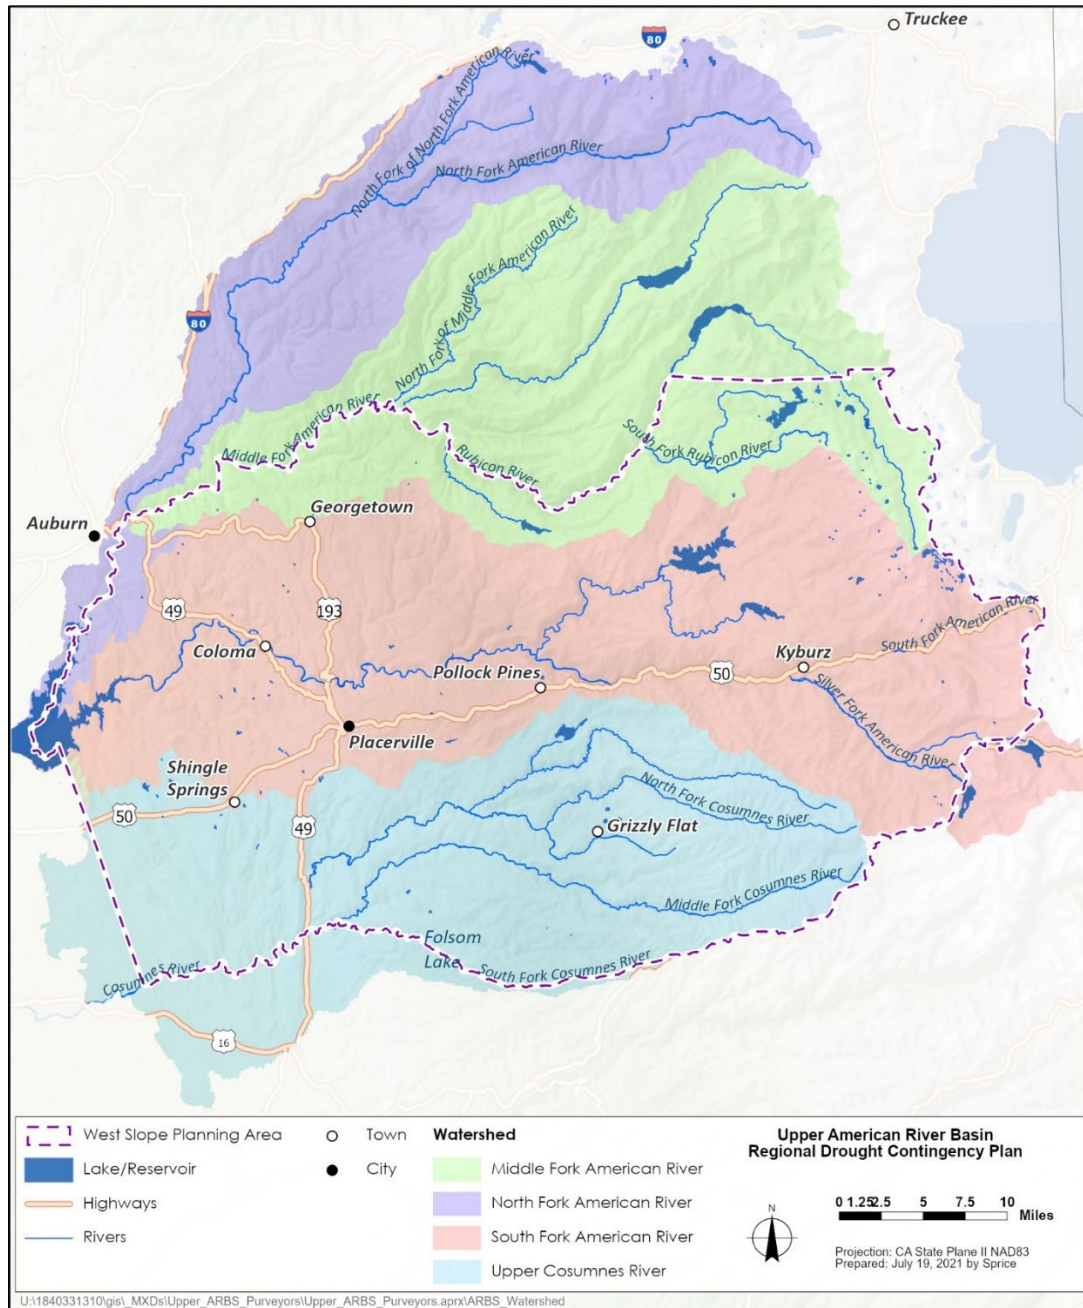 Truckee
80
North Fork of North Fork American River
North Fork American River
80
North Fork of Middle Fork American River
Middle Fork American River
Rubicon River
South Fork Rubicon River
Auburn
Georgetown
49
193
Coloma
Pollock Pines
Kyburz
50
South Fork American River
Silver Fork American River
Placerville
Shingle
Springs
50
49
North Fork Cosumnes River
Grizzly Flat
Middle Fork Cosumnes River
Folsom
Lake
South Fork Cosumnes River
Cosumnes River
16
West Slope Planning Area
Lake/Reservoir
Highways
Rivers
Town
City
Watershed
Middle Fork American River
North Fork American River
South Fork American River
Upper Cosumnes River
Upper American River Basin
Regional Drought Contingency Plan
N
0 1.25 2.5 5 7.5 10
Miles
Projection: CA State Plane II NAD83
Prepared: July 19, 2021 by Sprice
U:\1840331310\gis\_MXDs\Upper_ARBS_Purveyors\Upper_ARBS_Purveyors.aprx\ARBS_Watershed